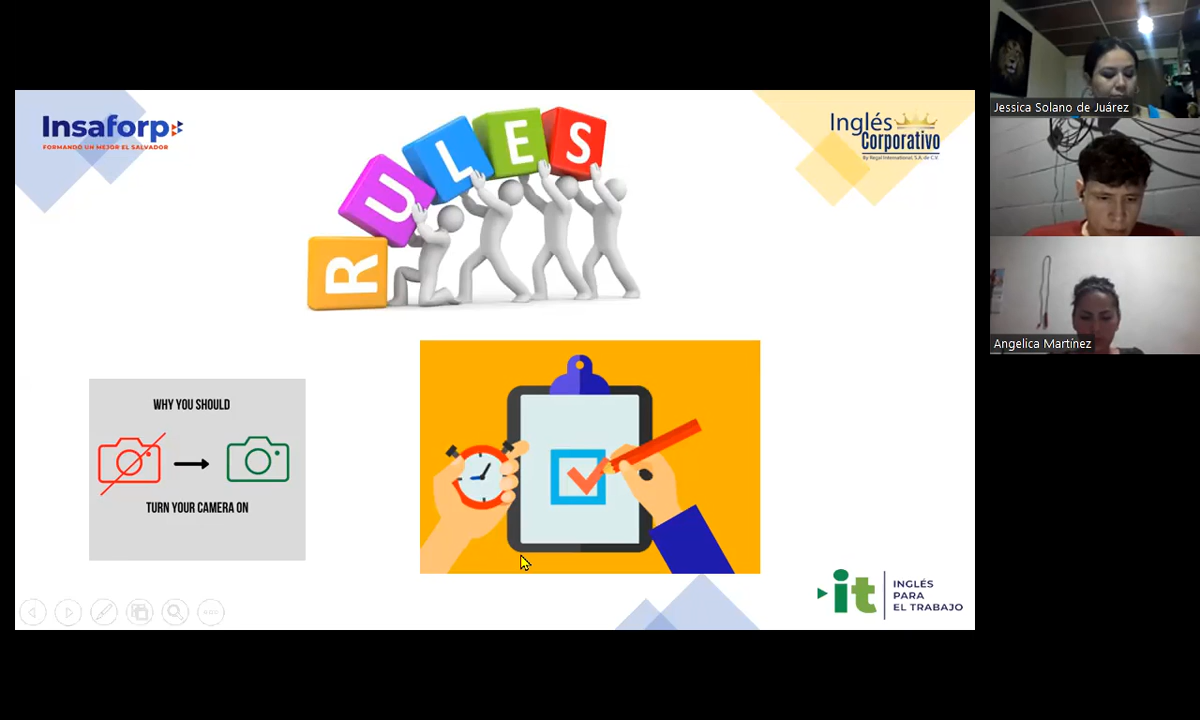 Insaforp
FORMANDO UN MEJOR EL SALVADOR
RULES
Inglés
Corporativo
By Regal International, S.A. de C.V.
WHY YOU SHOULD
TURN YOUR CAMERA ON
it
INGLÉS
PARA
EL TRABAJO
Jessica Solano de Juárez
Angelica Martínez